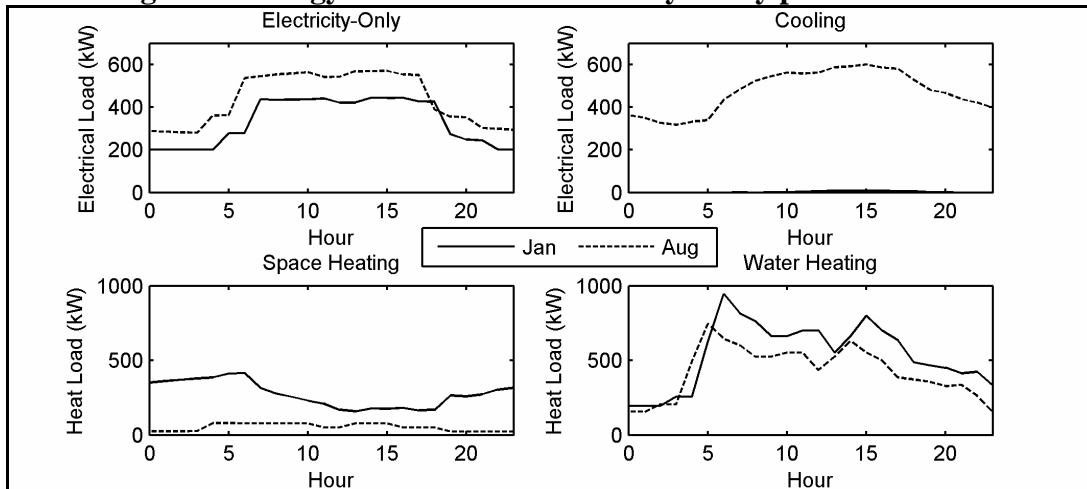 Electricity-Only
Cooling
Electrical Load (kW)
600
400
200
0
0 5 10 15 20
Hour
Electrical Load (kW)
600
400
200
0
0 5 10 15 20
Hour
Jan Aug
Space Heating
Water Heating
Heat Load (kW)
1000
500
0
0 5 10 15 20
Hour
Heat Load (kW)
1000
500
0
0 5 10 15 20
Hour